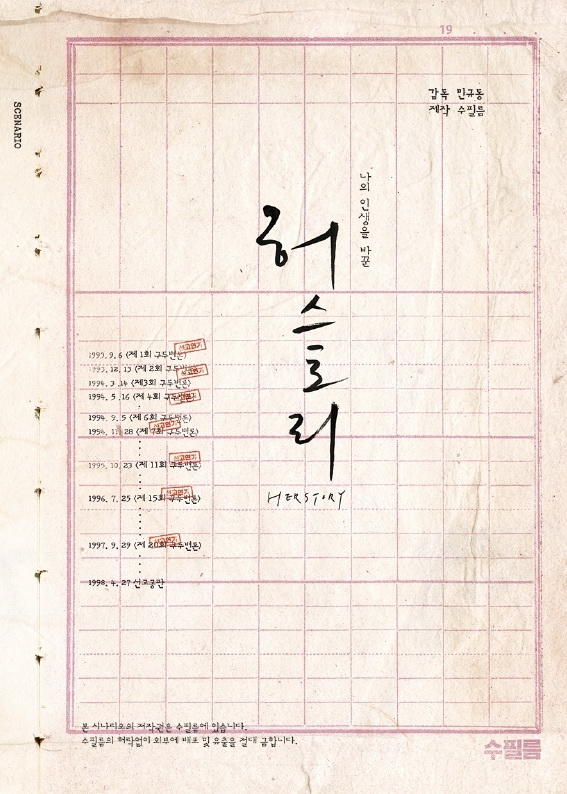 19
SCENARIO
감독 민규동
제작 수필름
나의 인생을 바꾼
허스토리
HERSTORY
1993. 9. 6 (제 1회 구두변론) 선고연기
1993. 12. 13 (제 2회 구두변론) 선고연기
1994. 3. 14 (제3회 구두변론)
1994. 5. 16 (제 4회 구두변론) 선고연기
1994. 9. 5 (제 6회 구두변론)
11. 28 (제 7회 구두변론) 선고연기
1995. 10. 23 (제 11회 구두변론) 선고연기
1996. 7. 25 (제 15회 구두변론) 선고연기
1997. 9. 29 (제 20회 구두변론) 선고연기
1998. 4. 27 선고공판
본 시나리오의 저작권은 수필름에 있습니다.
수필름의 허락없이 외부에 배포 및 유출을 절대 금합니다.
수필름